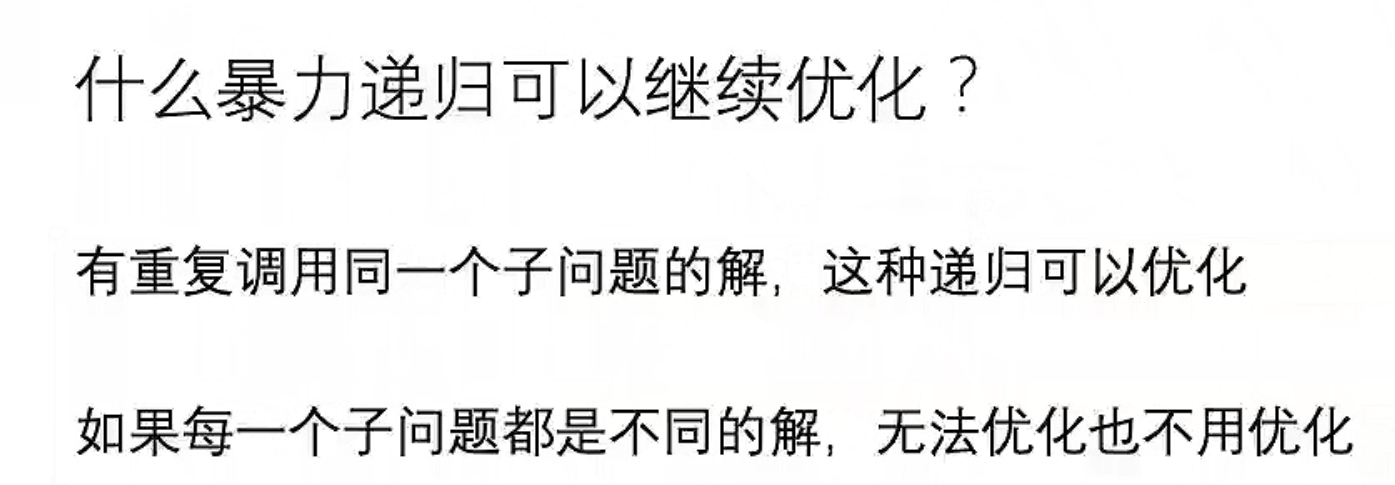 什么暴力递归可以继续优化？
有重复调用同一个子问题的解，这种递归可以优化
如果每一个子问题都是不同的解，无法优化也不用优化